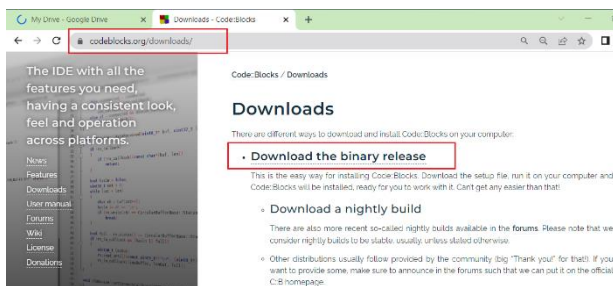 My Drive - Google Drive
Downloads - Code::Blocks
codeblocks.org/downloads/
The IDE with all the
features you need,
having a consistent look,
feel and operation
across platforms.
News
Features
Downloads
User manual
Forums
Wiki
License
Donations
Code::Blocks / Downloads
Downloads
There are different ways to download and install Code::Blocks on your computer:
Download the binary release
This is the easy way for installing Code::Blocks. Download the setup file, run it on your computer and
Code::Blocks will be installed, ready for you to work with it. Can't get any easier than that!
Download a nightly build
There are also more recent so-called nightly builds available in the forums. Please note that we
consider nightly builds to be stable, usually, unless stated otherwise.
Other distributions usually follow provided by the community (big "Thank you!" for that!). If you
want to provide some, make sure to announce in the forums such that we can put it on the official
C::B homepage.